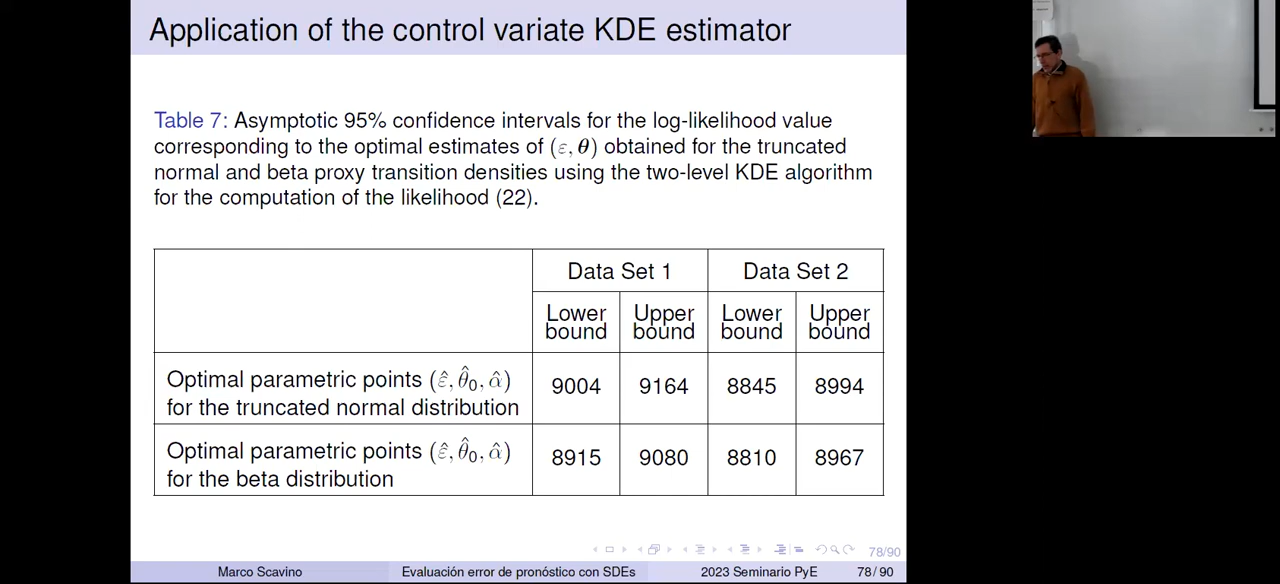 Application of the control variate KDE estimator
Table 7: Asymptotic 95% confidence intervals for the log-likelihood value
corresponding to the optimal estimates of (ε, θ) obtained for the truncated
normal and beta proxy transition densities using the two-level KDE algorithm
for the computation of the likelihood (22).
Data Set 1 Data Set 2
Lower bound Upper bound Lower bound Upper bound
Optimal parametric points (ε̂, θ̂₀, α̂)
for the truncated normal distribution
9004 9164 8845 8994
Optimal parametric points (ε̂, θ̂₀, α̂)
for the beta distribution
8915 9080 8810 8967
78/90
Marco Scavino Evaluación error de pronóstico con SDEs 2023 Seminario PyE 78 / 90